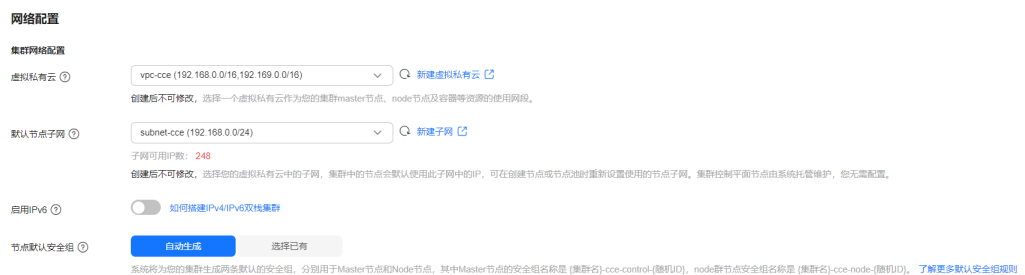 网络配置
集群网络配置
虚拟私有云
vpc-cce (192.168.0.0/16,192.169.0.0/16)
新建虚拟私有云
创建后不可修改，选择一个虚拟私有云作为您的集群master节点、node节点及容器等资源的使用网段。
默认节点子网
subnet-cce (192.168.0.0/24)
新建子网
子网可用IP数： 248
创建后不可修改，选择您的虚拟私有云中的子网，集群中的节点会默认使用此子网中的IP，可在创建节点或节点池时重新设置使用的节点子网。集群控制平面节点由系统托管维护，您无需配置。
启用IPv6
如何搭建IPv4/IPv6双栈集群
节点默认安全组
自动生成
选择已有
系统将为您的集群生成两条默认的安全组，分别用于Master节点和Node节点，其中Master节点的安全组名称是 {集群名}-cce-control-{随机ID}，node群节点安全组名称是 {集群名}-cce-node-{随机ID}。 了解更多默认安全组规则